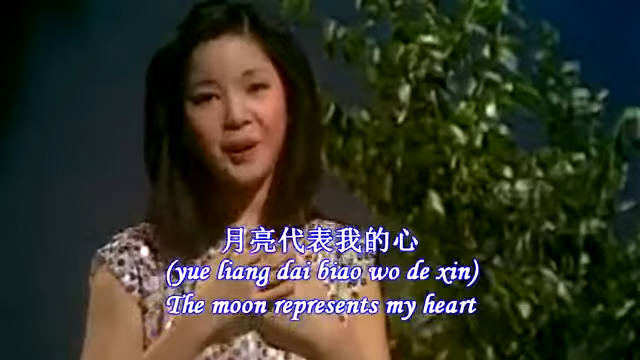 月亮代表我的心
(yue liang dai biao wo de xin)
The moon represents my heart